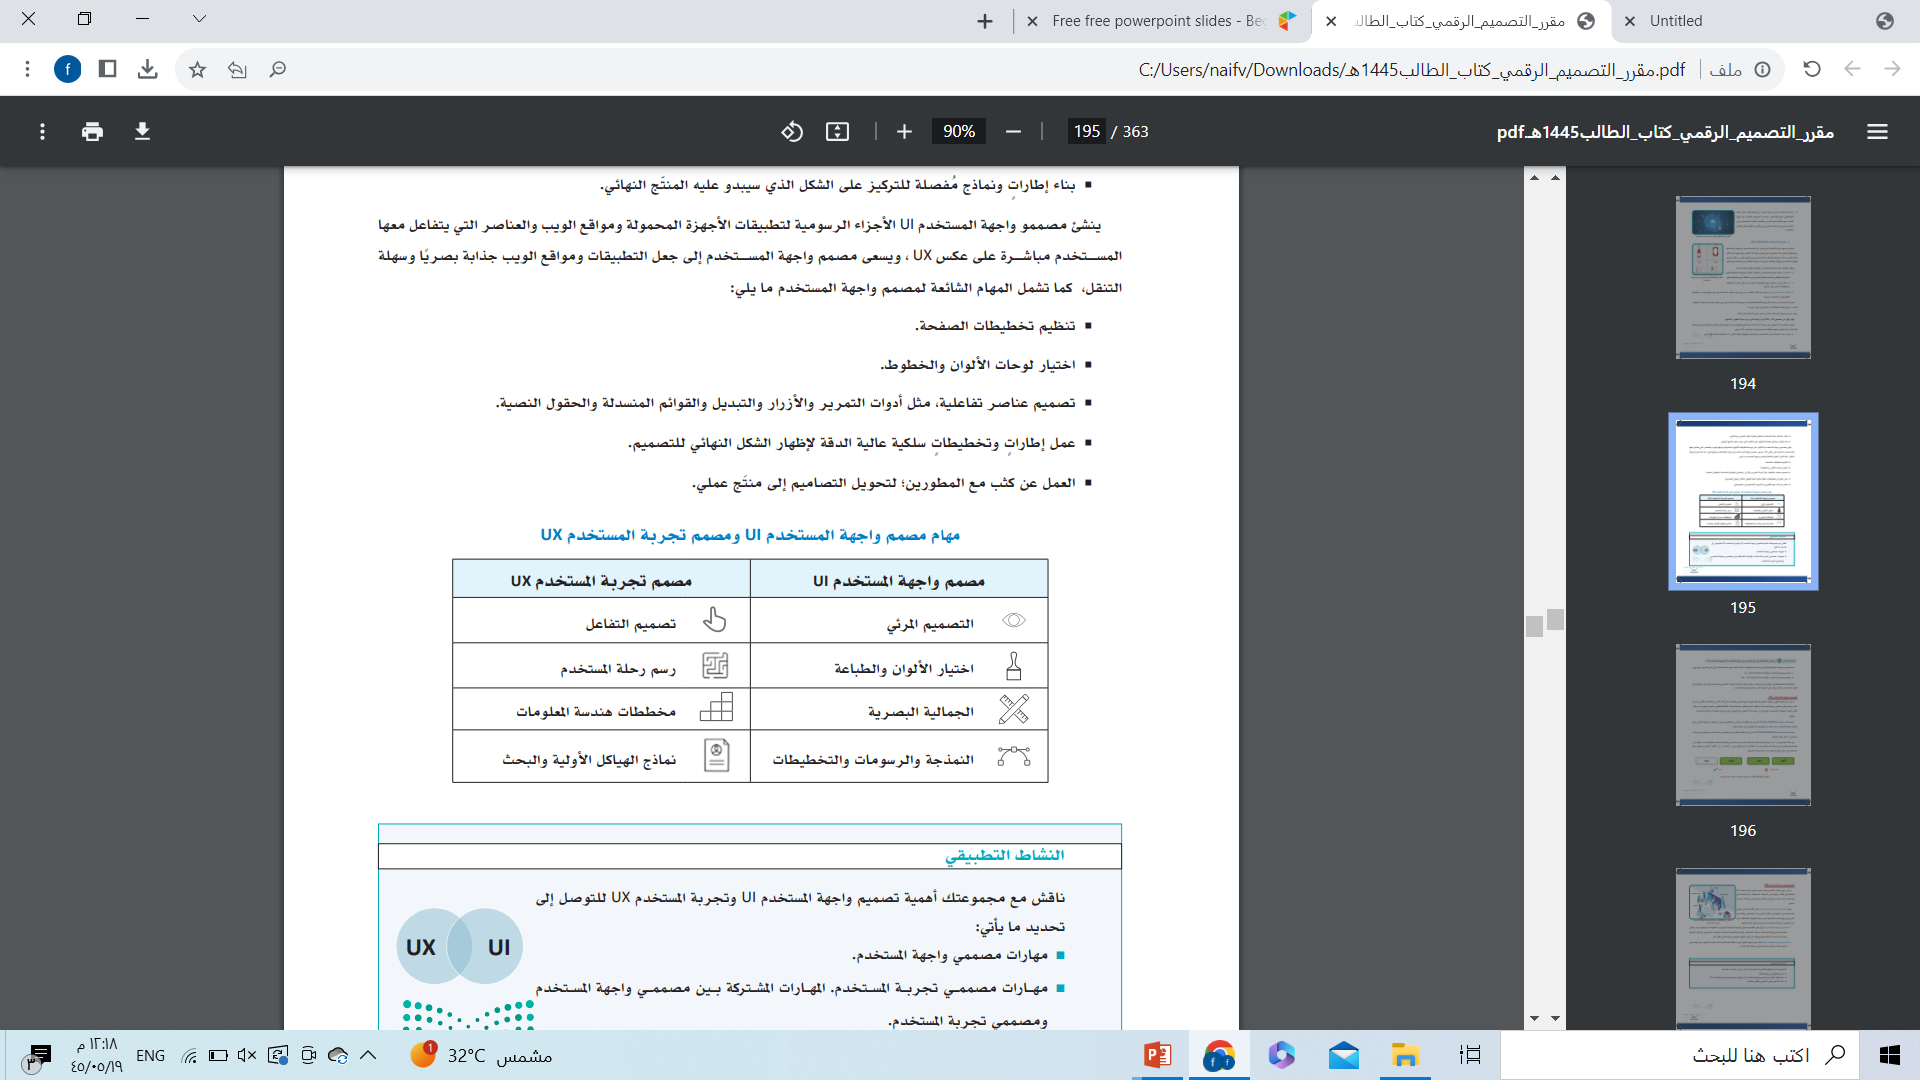 Free free powerpoint slides - Be
مقرر_التصميم_الرقمي_كتاب_الطالب
Untitled
C:/Users/naifv/Downloads/مقرر_التصميم_الرقمي_كتاب_الطالب1445هـ.pdf
ملف
f
90%
195 / 363
مقرر_التصميم_الرقمي_كتاب_الطالب1445هـ.pdf
▪ بناء إطاراتٍ ونماذج مُفصلة للتركيز على الشكل الذي سيبدو عليه المنتَج النهائي.
ينشئ مصممو واجهة المستخدم UI الأجزاء الرسومية لتطبيقات الأجهزة المحمولة ومواقع الويب والعناصر التي يتفاعل معها
المستخدم مباشرة على عكس UX ، ويسعى مصمم واجهة المستخدم إلى جعل التطبيقات ومواقع الويب جذابة بصريًا وسهلة
التنقل، كما تشمل المهام الشائعة لمصمم واجهة المستخدم ما يلي:
▪ تنظيم تخطيطات الصفحة.
▪ اختيار لوحات الألوان والخطوط.
▪ تصميم عناصر تفاعلية، مثل أدوات التمرير والأزرار والتبديل والقوائم المنسدلة والحقول النصية.
▪ عمل إطاراتٍ وتخطيطاتٍ سلكية عالية الدقة لإظهار الشكل النهائي للتصميم.
▪ العمل عن كثب مع المطورين؛ لتحويل التصاميم إلى منتَج عملي.
مهام مصمم واجهة المستخدم UI ومصمم تجربة المستخدم UX
مصمم واجهة المستخدم UI
مصمم تجربة المستخدم UX
التصميم المرئي
تصميم التفاعل
اختيار الألوان والطباعة
رسم رحلة المستخدم
الجمالية البصرية
مخططات هندسة المعلومات
النمذجة والرسومات والتخطيطات
نماذج الهياكل الأولية والبحث
النشاط التطبيقي
ناقش مع مجموعتك أهمية تصميم واجهة المستخدم UI وتجربة المستخدم UX للتوصل إلى
تحديد ما يأتي:
▪ مهارات مصممي واجهة المستخدم.
▪ مهارات مصممي تجربة المستخدم. المهارات المشتركة بين مصممي واجهة المستخدم
ومصممي تجربة المستخدم.
UX UI
194
195
196
١٢:١٨ م
٤٥/٠٥/١٩
٣
ENG
1
32°C مشمس
f f
اكتب هنا للبحث